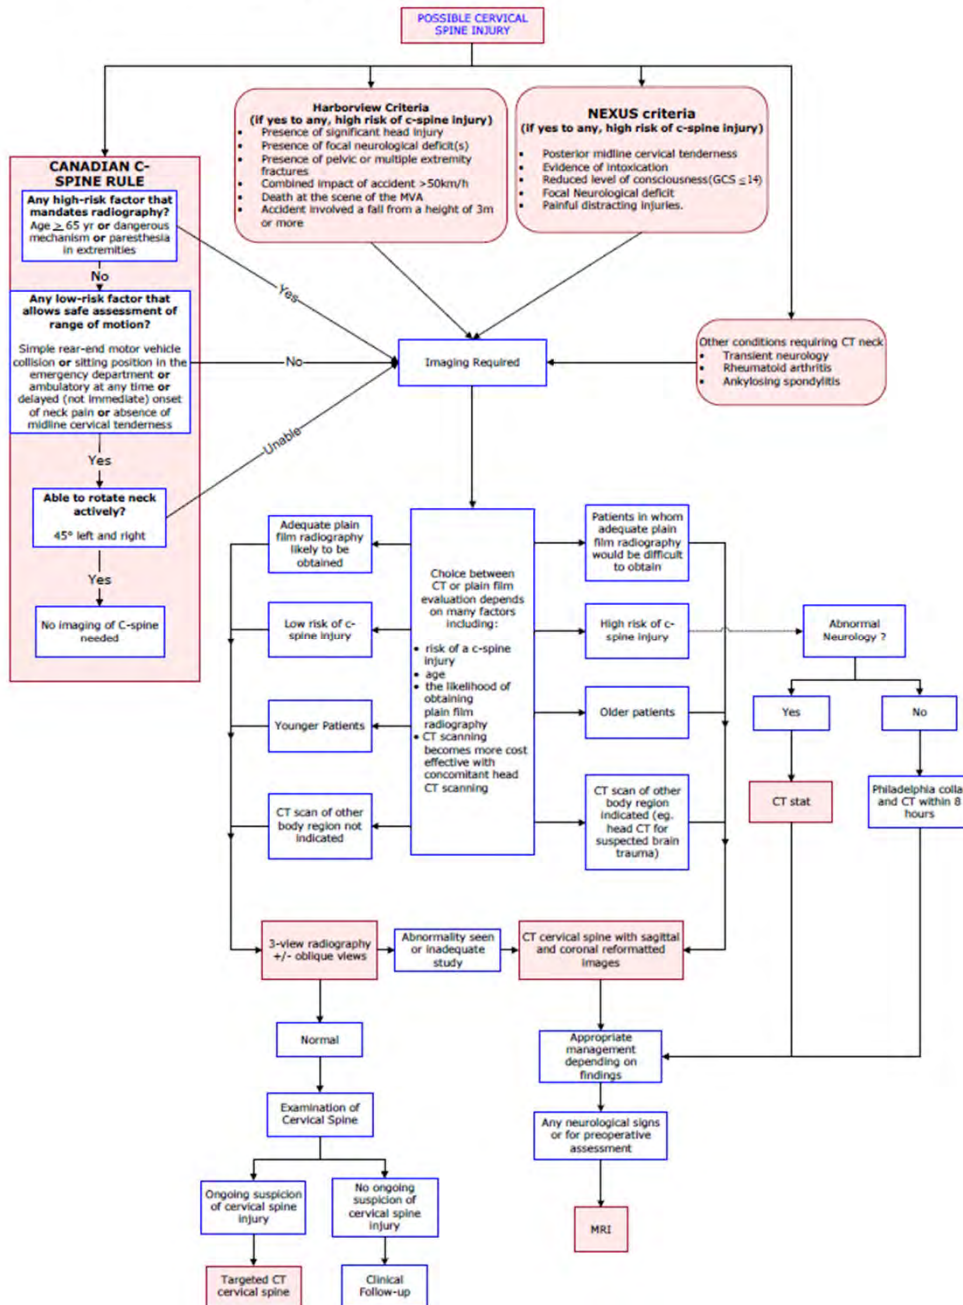 POSSIBLE CERVICAL
SPINE INJURY
Harborview Criteria
(if yes to any, high risk of c-spine injury)
• Presence of significant head injury
• Presence of focal neurological deficit(s)
• Presence of pelvic or multiple extremity
fractures
• Combined impact of accident >50km/h
• Death at the scene of the MVA
• Accident involved a fall from a height of 3m
or more
NEXUS criteria
(if yes to any, high risk of c-spine injury)
• Posterior midline cervical tenderness
• Evidence of intoxication
• Reduced level of consciousness(GCS ≤14)
• Focal Neurological deficit
• Painful distracting injuries.
CANADIAN C-
SPINE RULE
Any high-risk factor that
mandates radiography?
Age ≥ 65 yr or dangerous
mechanism or paresthesia
in extremities
No
Yes
Any low-risk factor that
allows safe assessment of
range of motion?
Simple rear-end motor vehicle
collision or sitting position in the
emergency department or
ambulatory at any time or
delayed (not immediate) onset
of neck pain or absence of
midline cervical tenderness
No
Imaging Required
Other conditions requiring CT neck
• Transient neurology
• Rheumatoid arthritis
• Ankylosing spondylitis
Yes
Unable
Able to rotate neck
actively?
45° left and right
Yes
No imaging of C-spine
needed
Adequate plain
film radiography
likely to be
obtained
Low risk of c-
spine injury
Younger Patients
CT scan of other
body region not
indicated
Choice between
CT or plain film
evaluation depends
on many factors
including:
• risk of a c-spine
injury
• age
• the likelihood of
obtaining
plain film
radiography
• CT scanning
becomes more cost
effective with
concomitant head
CT scanning
Patients in whom
adequate plain
film radiography
would be difficult
to obtain
High risk of c-
spine injury
Older patients
CT scan of other
body region
indicated (eg.
head CT for
suspected brain
trauma)
Abnormal
Neurology ?
Yes
No
CT stat
Philadelphia colla
and CT within 8
hours
3-view radiography
+/- oblique views
Abnormality seen
or inadequate
study
CT cervical spine with sagittal
and coronal reformatted
images
Normal
Appropriate
management
depending on
findings
Examination of
Cervical Spine
Any neurological signs
or for preoperative
assessment
Ongoing suspicion
of cervical spine
injury
No ongoing
suspicion of
cervical spine
injury
MRI
Targeted CT
cervical spine
Clinical
Follow-up